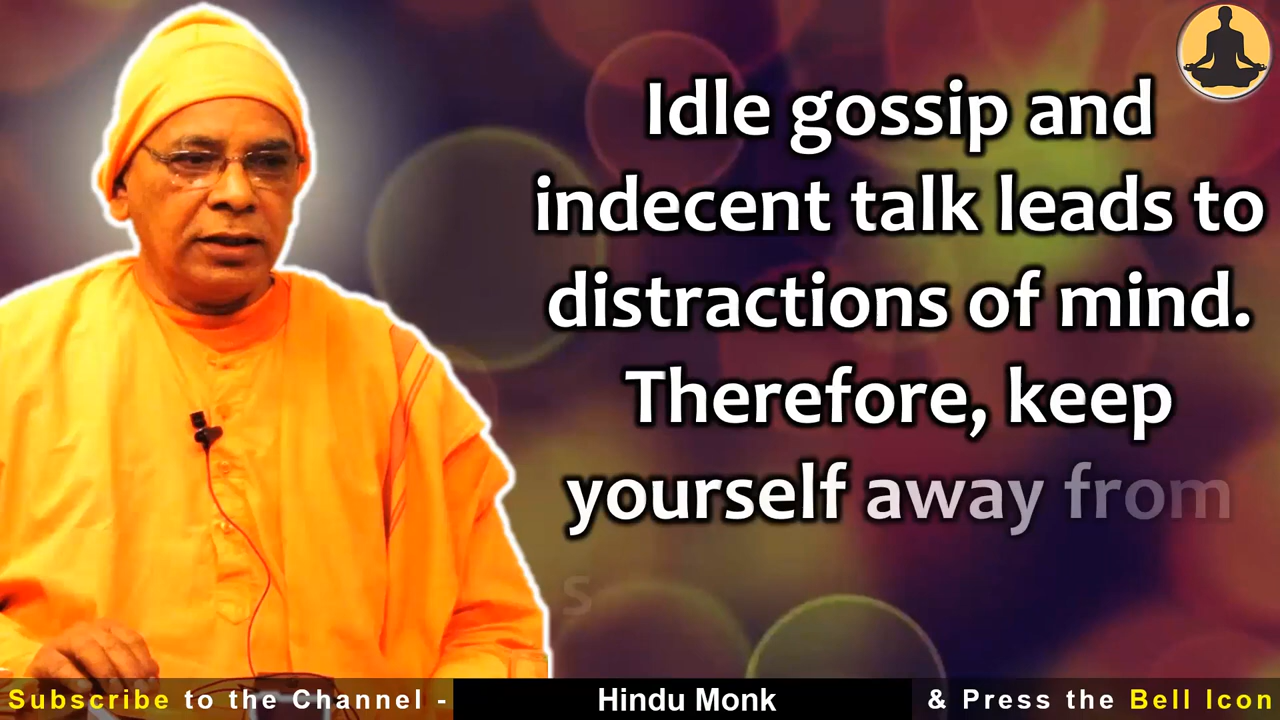 Idle gossip and
indecent talk leads to
distractions of mind.
Therefore, keep
yourself away from
s
Subscribe to the Channel - Hindu Monk & Press the Bell Icon